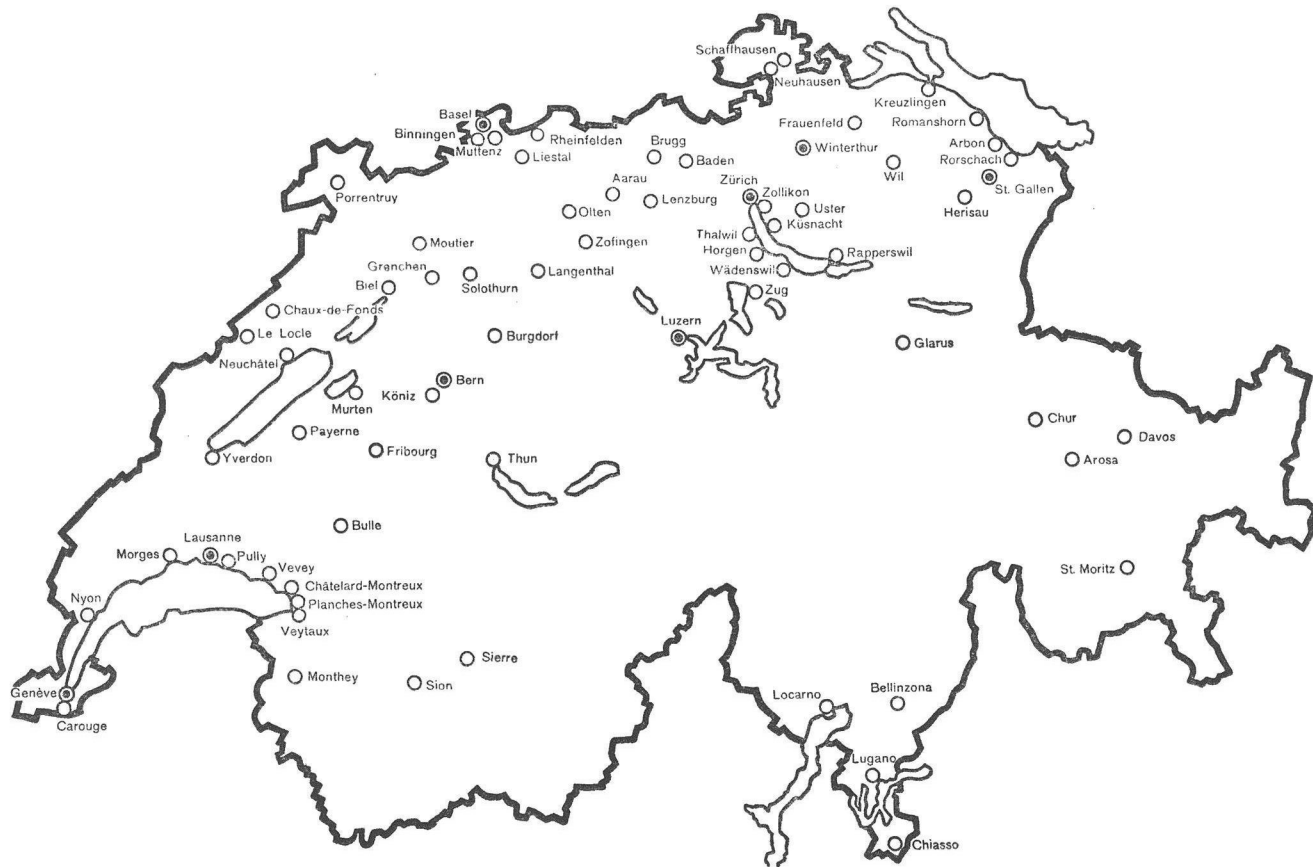 Schaffhausen
Neuhausen
Kreuzlingen
Basel
Frauenfeld
Romanshorn
Binningen
Rheinfelden
Brugg
Winterthur
Arbon
Muttenz
Liestal
Baden
Rorschach
Wil
Aarau
Zürich
St. Gallen
Porrentruy
Lenzburg
Zollikon
Herisau
Olten
Uster
Küsnacht
Thalwil
Moutier
Zofingen
Horgen
Rapperswil
Grenchen
Langenthal
Wädenswil
Biel
Solothurn
Zug
Chaux-de-Fonds
Luzern
Le Locle
Burgdorf
Glarus
Neuchâtel
Bern
Köniz
Murten
Chur
Payerne
Davos
Fribourg
Yverdon
Thun
Arosa
Bulle
Lausanne
Morges
Pully
St. Moritz
Vevey
Châtelard-Montreux
Nyon
Planches-Montreux
Veytaux
Sierre
Monthey
Sion
Genève
Locarno
Bellinzona
Carouge
Lugano
Chiasso